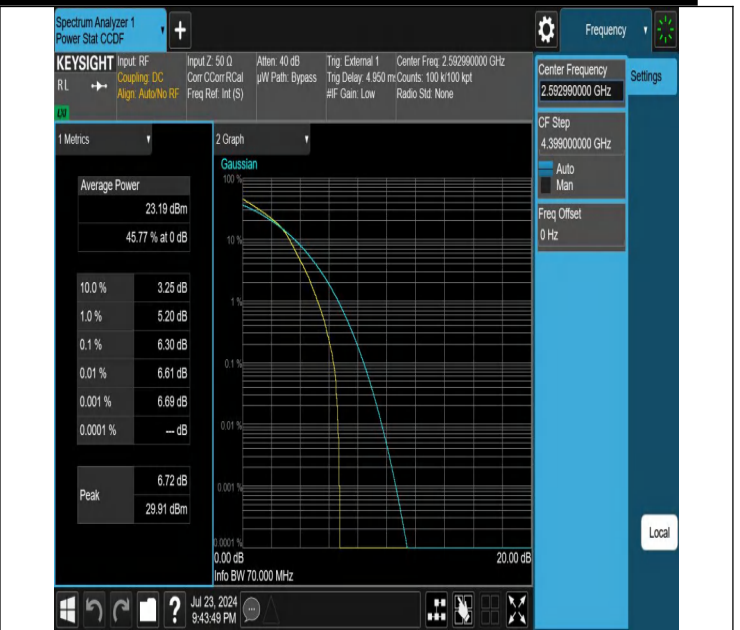 Spectrum Analyzer 1
Power Stat CCDF
+
Frequency
KEYSIGHT
RL
LXI
Input: RF
Coupling: DC
Align: Auto/No RF
Input Z: 50 Ω
Corr CCorr RCal
Freq Ref: Int (S)
Atten: 40 dB
µW Path: Bypass
Trig: External 1
Trig Delay: 4.950 m
#IF Gain: Low
Center Freq: 2.592990000 GHz
Counts: 100 k/100 kpt
Radio Std: None
Center Frequency
2.592990000 GHz
Settings
CF Step
4.399000000 GHz
Auto
Man
Freq Offset
0 Hz
1 Metrics
Average Power
23.19 dBm
45.77 % at 0 dB
10.0 % 3.25 dB
1.0 % 5.20 dB
0.1 % 6.30 dB
0.01 % 6.61 dB
0.001 % 6.69 dB
0.0001 % --- dB
Peak
6.72 dB
29.91 dBm
2 Graph
Gaussian
100 %
10 %
1 %
0.1 %
0.01 %
0.001 %
0.0001 %
0.00 dB
20.00 dB
Info BW 70.000 MHz
Local
?
Jul 23, 2024
9:43:49 PM